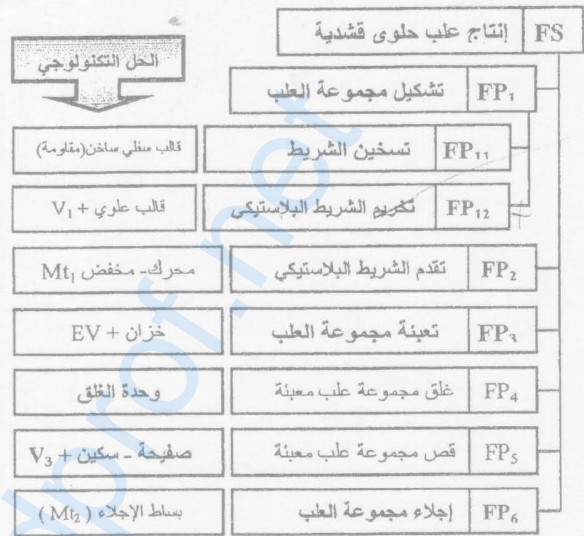 FS إنتاج علب حلوى قشدية
الحل التكنولوجي
FP₁ تشكيل مجموعة العلب
FP₁₁ تسخين الشريط قالب سفلي ساخن(مقاومة)
FP₁₂ تكريم الشريط البلاستيكي قالب علوي + V₁
FP₂ تقدم الشريط البلاستيكي محرك- مخفض Mt₁
FP₃ تعبئة مجموعة العلب خزان + EV
FP₄ غلق مجموعة علب معبئة وحدة الغلق
FP₅ قص مجموعة علب معبئة صفيحة - سكين + V₃
FP₆ إجلاء مجموعة العلب بساط الإجلاء ( Mt₂ )
prof.net